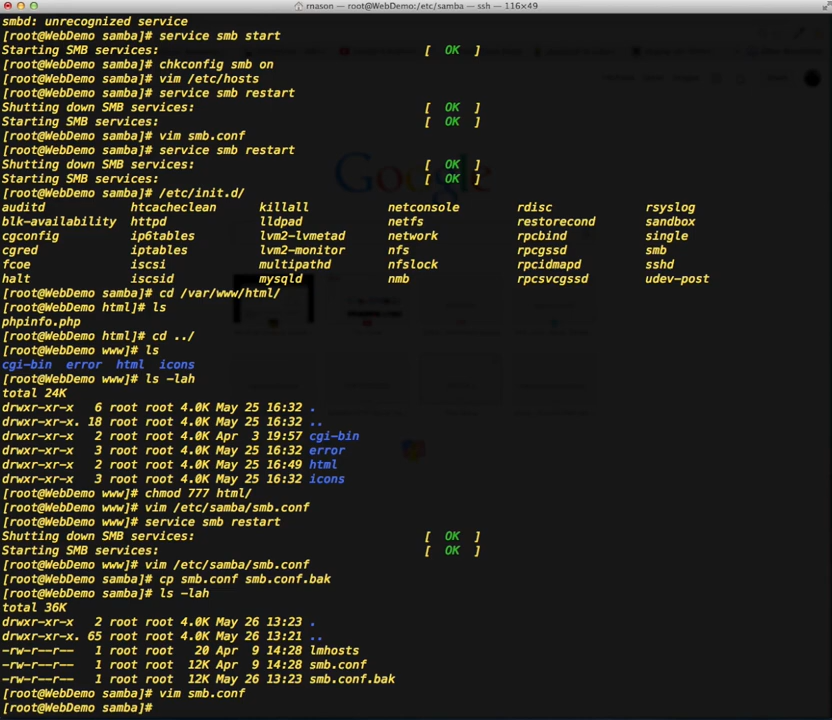 rnason — root@WebDemo:/etc/samba — ssh — 116×49
smbd: unrecognized service
[root@WebDemo samba]# service smb start
Starting SMB services: [ OK ]
[root@WebDemo samba]# chkconfig smb on
[root@WebDemo samba]# vim /etc/hosts
[root@WebDemo samba]# service smb restart
Shutting down SMB services: [ OK ]
Starting SMB services: [ OK ]
[root@WebDemo samba]# vim smb.conf
[root@WebDemo samba]# service smb restart
Shutting down SMB services: [ OK ]
Starting SMB services: [ OK ]
[root@WebDemo samba]# /etc/init.d/
auditd htcacheclean killall netconsole rdisc rsyslog
blk-availability httpd lldpad netfs restorecond sandbox
cgconfig ip6tables lvm2-lvmetad network rpcbind single
cgred iptables lvm2-monitor nfs rpcgssd smb
fcoe iscsi multipathd nfslock rpcidmapd sshd
halt iscsid mysqld nmb rpcsvcgssd udev-post
[root@WebDemo samba]# cd /var/www/html/
[root@WebDemo html]# ls
phpinfo.php
[root@WebDemo html]# cd ../
[root@WebDemo www]# ls
cgi-bin error html icons
[root@WebDemo www]# ls -lah
total 24K
drwxr-xr-x 6 root root 4.0K May 25 16:32 .
drwxr-xr-x. 18 root root 4.0K May 25 16:32 ..
drwxr-xr-x 2 root root 4.0K Apr 3 19:57 cgi-bin
drwxr-xr-x 3 root root 4.0K May 25 16:32 error
drwxr-xr-x 2 root root 4.0K May 25 16:49 html
drwxr-xr-x 3 root root 4.0K May 25 16:32 icons
[root@WebDemo www]# chmod 777 html/
[root@WebDemo www]# vim /etc/samba/smb.conf
[root@WebDemo www]# service smb restart
Shutting down SMB services: [ OK ]
Starting SMB services: [ OK ]
[root@WebDemo www]# vim /etc/samba/smb.conf
[root@WebDemo samba]# cp smb.conf smb.conf.bak
[root@WebDemo samba]# ls -lah
total 36K
drwxr-xr-x 2 root root 4.0K May 26 13:23 .
drwxr-xr-x. 65 root root 4.0K May 26 13:21 ..
-rw-r--r-- 1 root root 20 Apr 9 14:28 lmhosts
-rw-r--r-- 1 root root 12K Apr 9 14:28 smb.conf
-rw-r--r-- 1 root root 12K May 26 13:23 smb.conf.bak
[root@WebDemo samba]# vim smb.conf
[root@WebDemo samba]#
Google